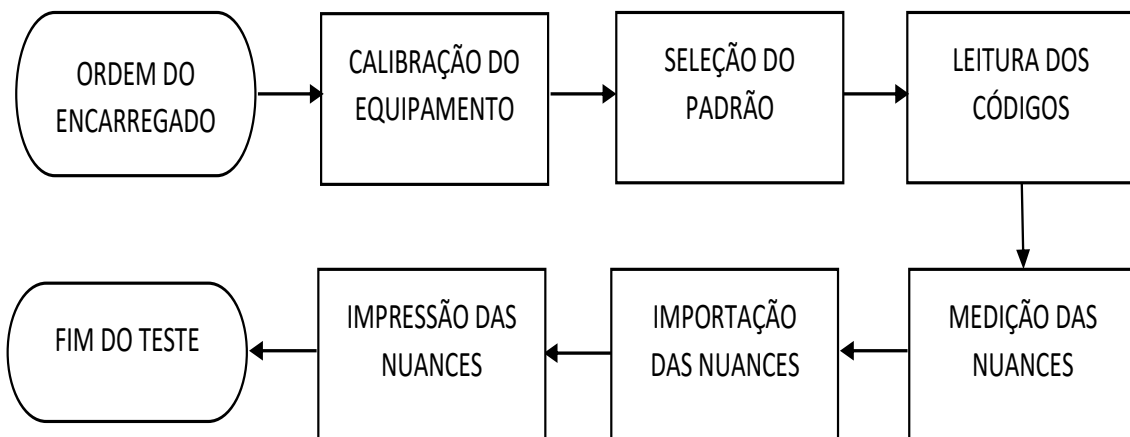 ORDEM DO
ENCARREGADO
CALIBRAÇÃO DO
EQUIPAMENTO
SELEÇÃO DO
PADRÃO
LEITURA DOS
CÓDIGOS
MEDIÇÃO DAS
NUANCES
IMPORTAÇÃO
DAS NUANCES
IMPRESSÃO DAS
NUANCES
FIM DO TESTE